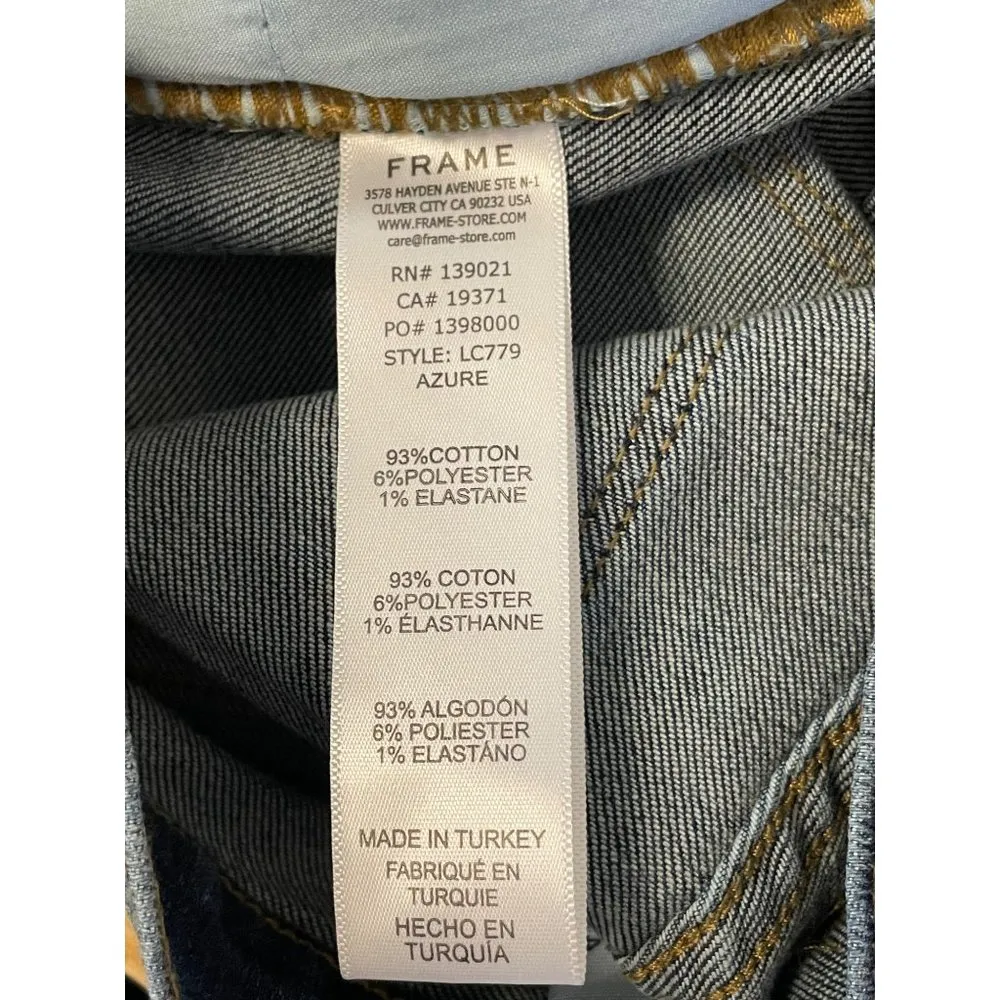 FRAME
3578 HAYDEN AVENUE STE N-1
CULVER CITY CA 90232 USA
WWW.FRAME-STORE.COM
care@frame-store.com
RN# 139021
CA# 19371
PO# 1398000
STYLE: LC779
AZURE
93%COTTON
6%POLYESTER
1% ELASTANE
93% COTON
6%POLYESTER
1% ÉLASTHANNE
93% ALGODÓN
6% POLIESTER
1% ELASTÁNO
MADE IN TURKEY
FABRIQUÉ EN
TURQUIE
HECHO EN
TURQUÍA